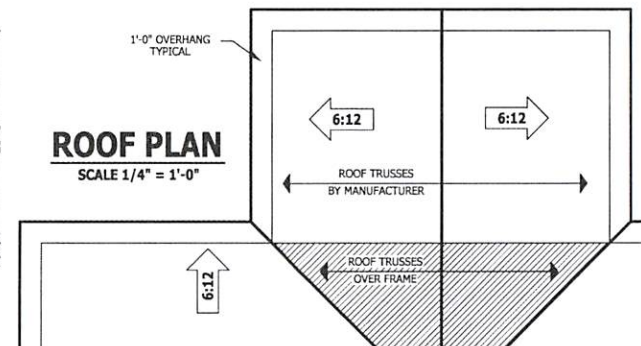 1'-0" OVERHANG
TYPICAL
6:12
6:12
ROOF PLAN
SCALE 1/4" = 1'-0"
ROOF TRUSSES
BY MANUFACTURER
ROOF TRUSSES
OVER FRAME
6:12